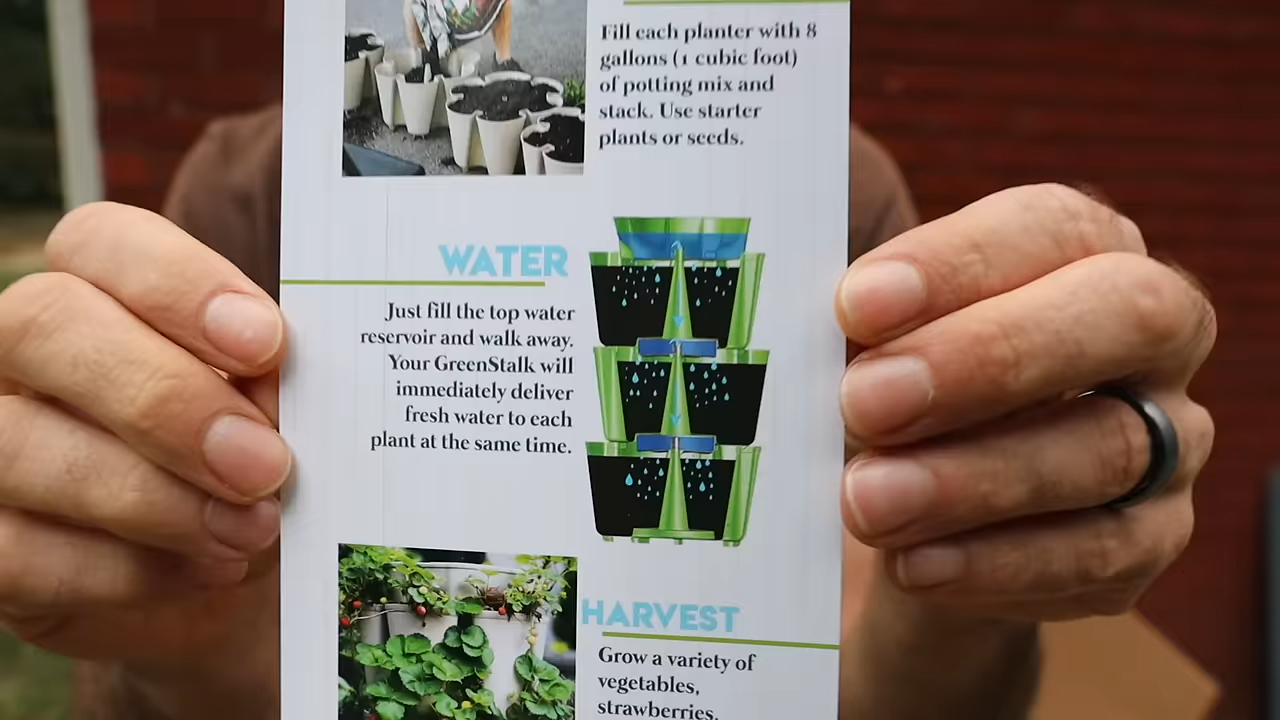 Fill each planter with 8
gallons (1 cubic foot)
of potting mix and
stack. Use starter
plants or seeds.
WATER
Just fill the top water
reservoir and walk away.
Your GreenStalk will
immediately deliver
fresh water to each
plant at the same time.
HARVEST
Grow a variety of
vegetables,
strawberries,